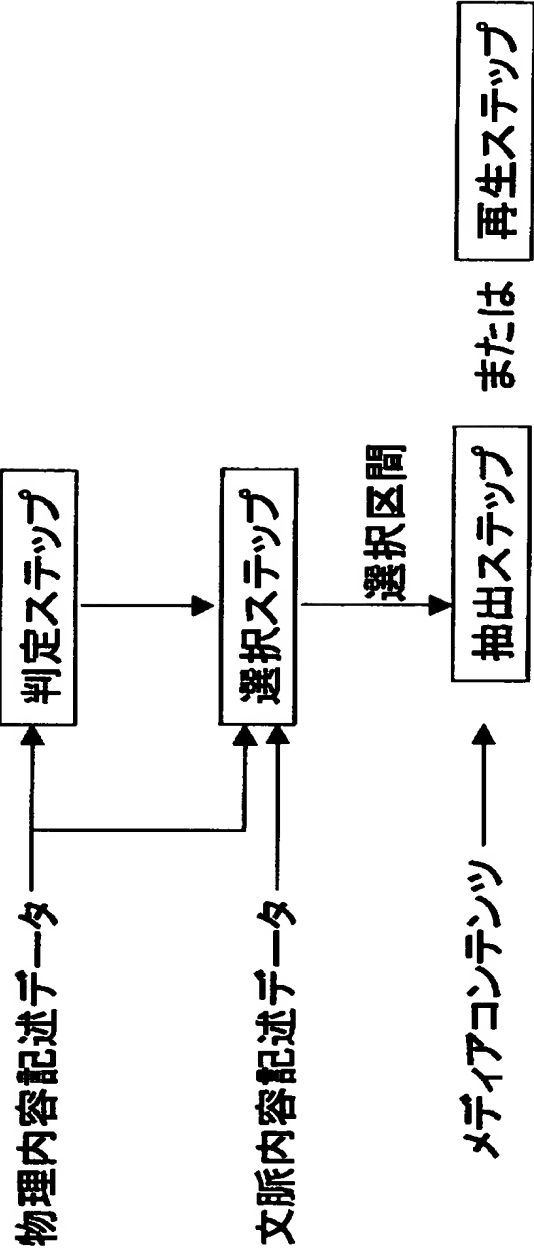 物理内容記述データ
判定ステップ
文脈内容記述データ
選択ステップ
選択区間
メディアコンテンツ
抽出ステップ
または
再生ステップ